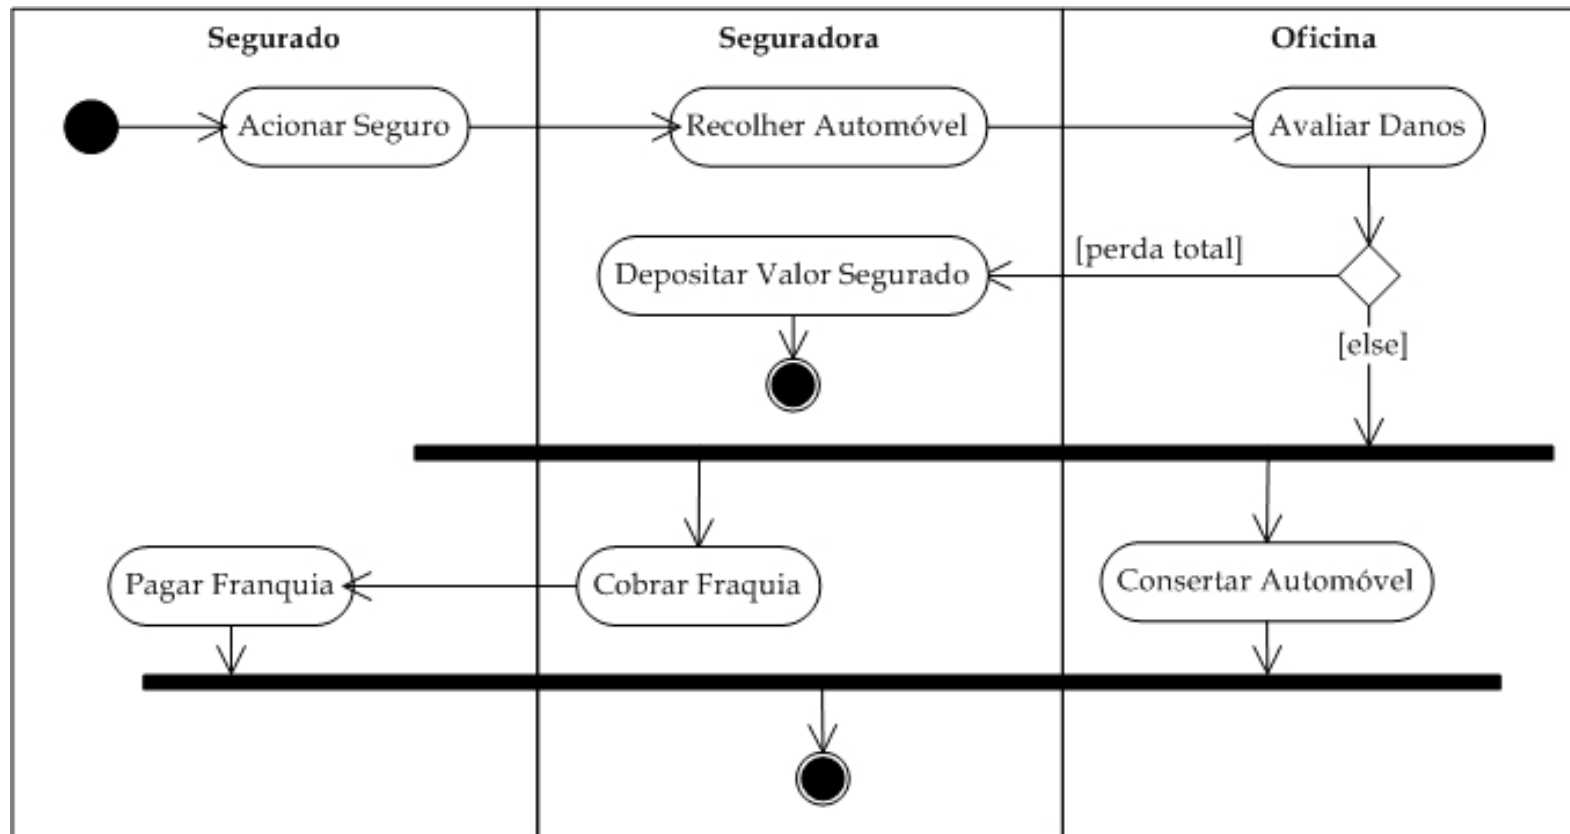 Segurado
Seguradora
Oficina
Acionar Seguro
Recolher Automóvel
Avaliar Danos
[perda total]
Depositar Valor Segurado
[else]
Pagar Franquia
Cobrar Fraquia
Consertar Automóvel